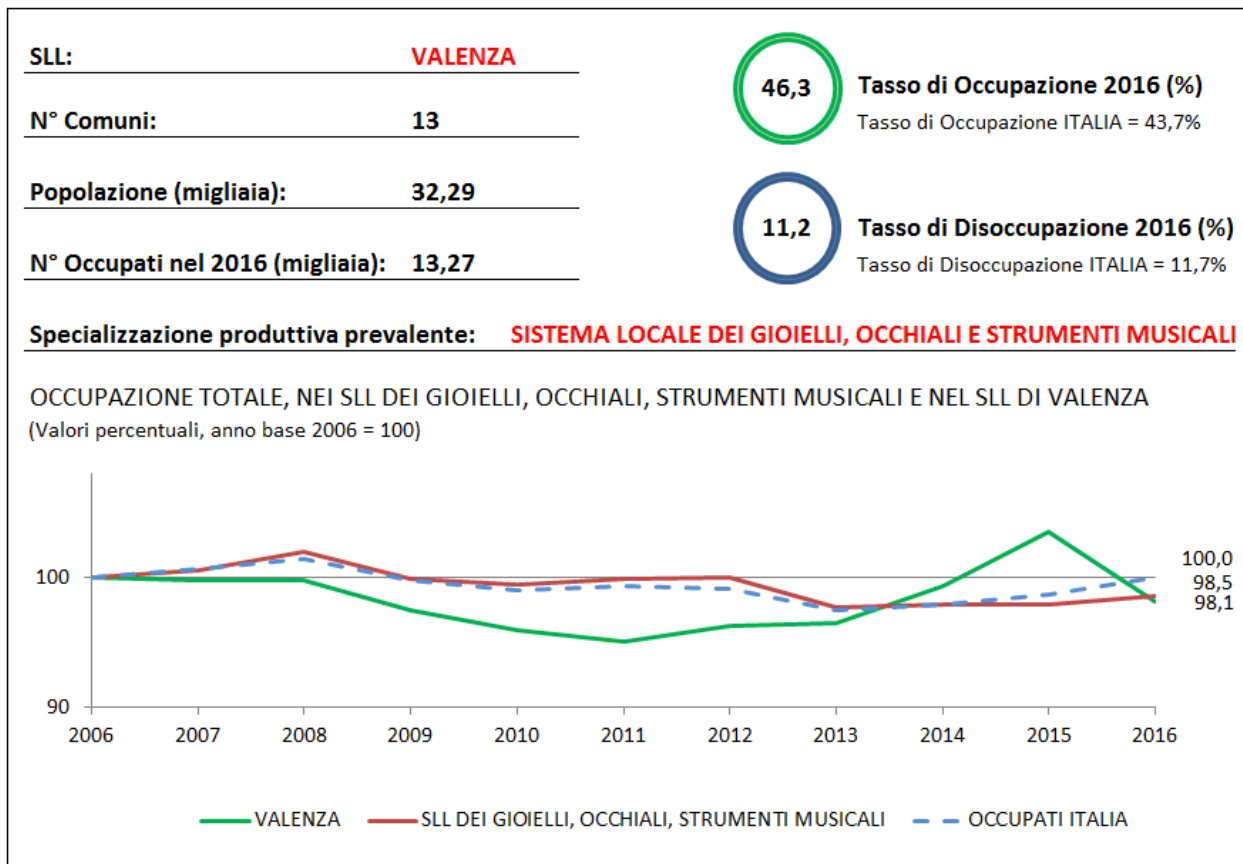 SLL: VALENZA
N° Comuni: 13
Popolazione (migliaia): 32,29
N° Occupati nel 2016 (migliaia): 13,27
46,3 Tasso di Occupazione 2016 (%)
Tasso di Occupazione ITALIA = 43,7%
11,2 Tasso di Disoccupazione 2016 (%)
Tasso di Disoccupazione ITALIA = 11,7%
Specializzazione produttiva prevalente: SISTEMA LOCALE DEI GIOIELLI, OCCHIALI E STRUMENTI MUSICALI
OCCUPAZIONE TOTALE, NEI SLL DEI GIOIELLI, OCCHIALI, STRUMENTI MUSICALI E NEL SLL DI VALENZA
(Valori percentuali, anno base 2006 = 100)
100,0
100
98,5
98,1
90
2006 2007 2008 2009 2010 2011 2012 2013 2014 2015 2016
VALENZA SLL DEI GIOIELLI, OCCHIALI, STRUMENTI MUSICALI OCCUPATI ITALIA